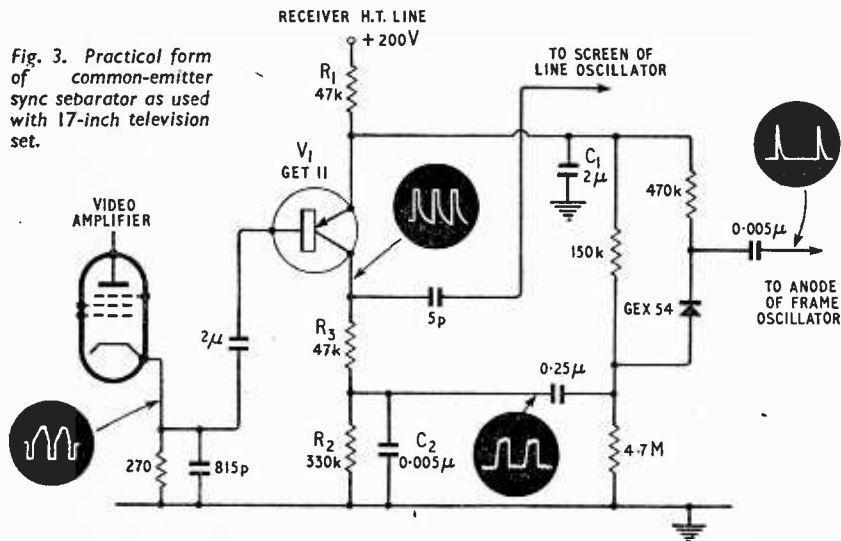 RECEIVER H.T. LINE
+ 200V
Fig. 3. Practicol form
of common-emitter
sync sebarator as used
with 17-inch television
set.
R1
47k
TO SCREEN OF
LINE OSCILLATOR
V1
GET 11
C1
2μ
470k
VIDEO
AMPLIFIER
150k
0·005μ
TO ANODE
OF FRAME
OSCILLATOR
GEX 54
2μ
5p
R3
47k
0·25μ
270
815p
R2
330k
C2
0·005μ
4·7M